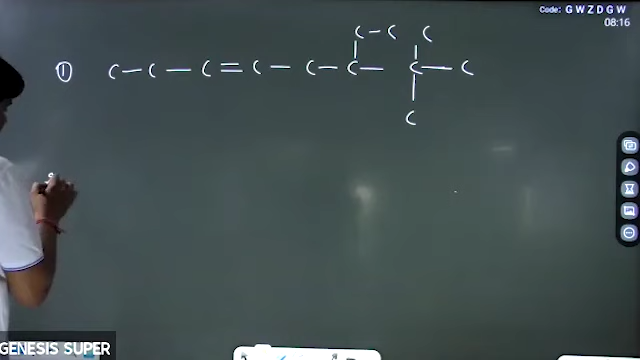 Code: G W Z D G W
08:16
C - C C
① C - C - C = C - C - C - C - C
C
GENESIS SUPER